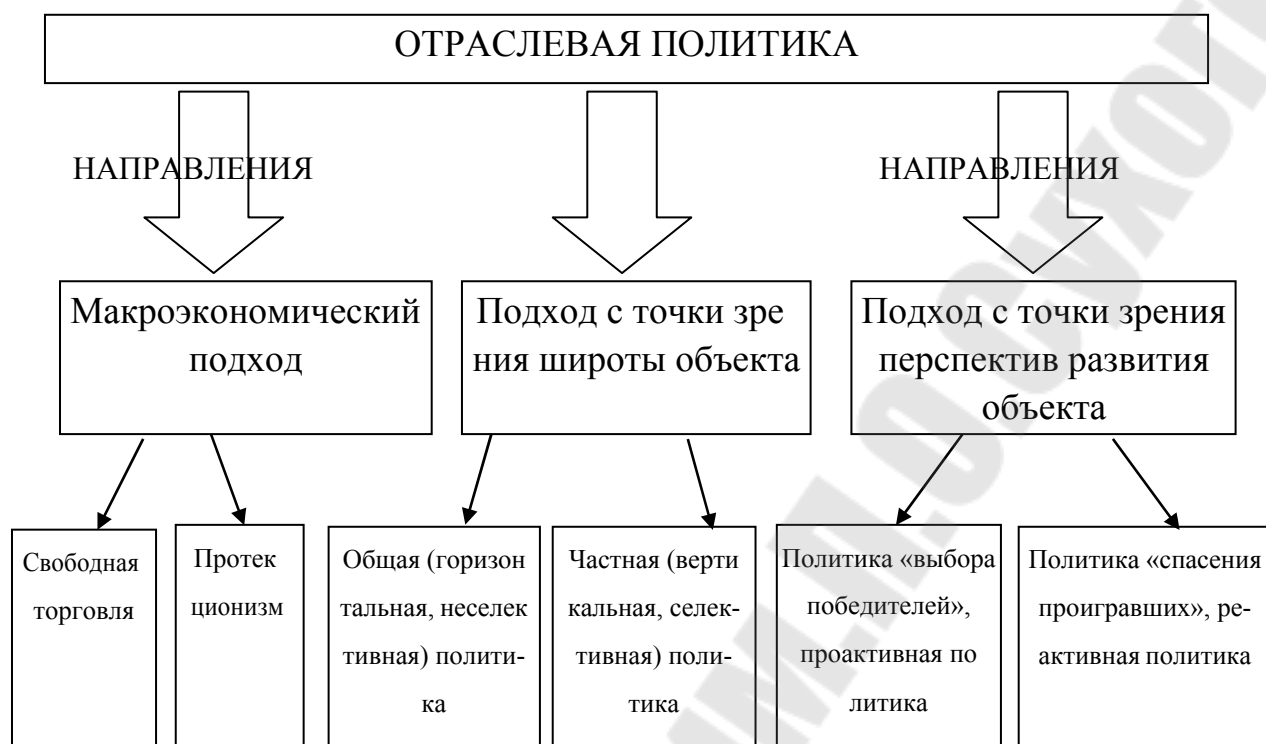 ОТРАСЛЕВАЯ ПОЛИТИКА
НАПРАВЛЕНИЯ
НАПРАВЛЕНИЯ
Макроэкономический
подход
Подход с точки зре
ния широты объекта
Подход с точки зрения
перспектив развития
объекта
Свободная
торговля
Протек
ционизм
Общая (горизон
тальная, неселек
тивная) полити-
ка
Частная (верти
кальная, селек-
тивная) поли-
тика
Политика «выбора
победителей»,
проактивная по
литика
Политика «спасения
проигравших», ре-
активная политика